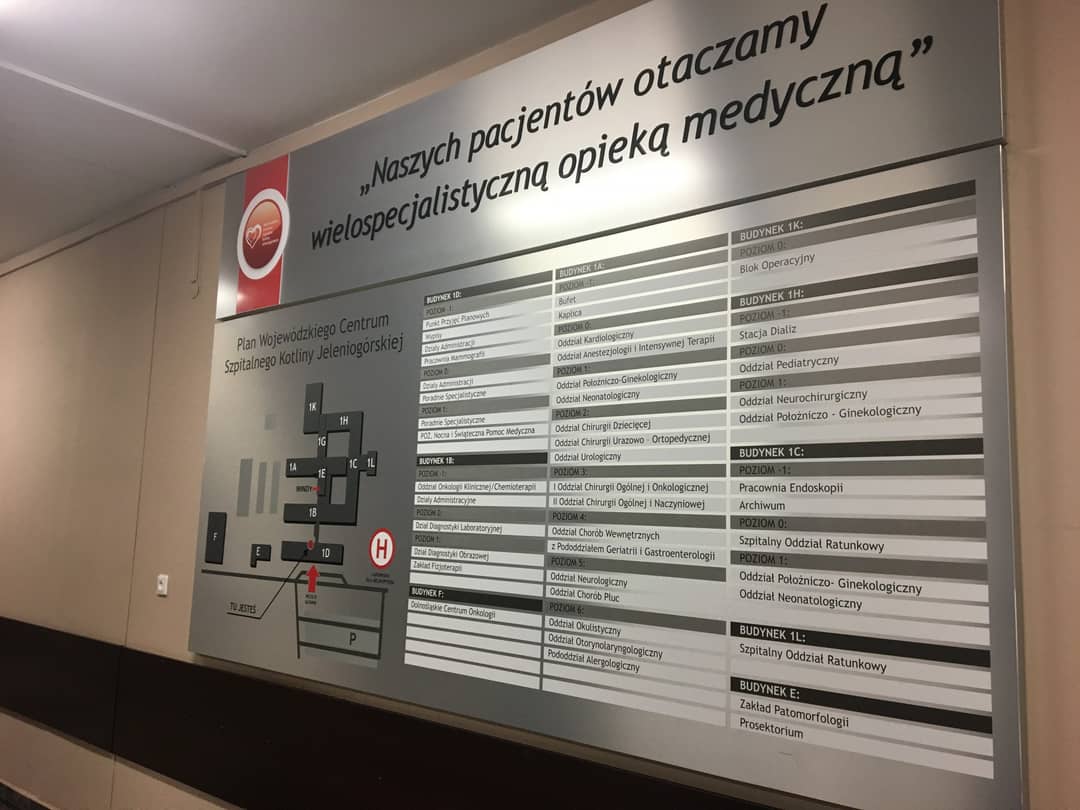 „Naszych pacjentów otaczamy
wielospecjalistyczną opieką medyczną”
Plan Wojewódzkiego Centrum
Szpitalnego Kotliny Jeleniogórskiej
1K
1H
1G
1A
1E
1C
1L
WINDY
1B
F
E
1D
H
TU JESTEŚ
P
BUDYNEK 1D:
POZIOM -1:
Punkt Przyjęć Planowych
Wypisy
Działy Administracji
Pracownia Mammografii
POZIOM 0:
Działy Administracji
Poradnie Specjalistyczne
POZIOM 1:
Poradnie Specjalistyczne
POZ, Nocna i Świąteczna Pomoc Medyczna
BUDYNEK 1B:
POZIOM -1:
Oddział Onkologii Klinicznej/Chemioterapii
Działy Administracyjne
POZIOM 0:
Dział Diagnostyki Laboratoryjnej
POZIOM 1:
Dział Diagnostyki Obrazowej
Zakład Fizjoterapii
BUDYNEK F:
Dolnośląskie Centrum Onkologii
BUDYNEK 1A:
POZIOM -1:
Bufet
Kaplica
POZIOM 0:
Oddział Kardiologiczny
Oddział Anestezjologii i Intensywnej Terapii
POZIOM 1:
Oddział Położniczo-Ginekologiczny
Oddział Neonatologiczny
POZIOM 2:
Oddział Chirurgii Dziecięcej
Oddział Chirurgii Urazowo - Ortopedycznej
Oddział Urologiczny
POZIOM 3:
I Oddział Chirurgii Ogólnej i Onkologicznej
II Oddział Chirurgii Ogólnej i Naczyniowej
POZIOM 4:
Oddział Chorób Wewnętrznych
z Pododdziałem Geriatrii i Gastroenterologii
POZIOM 5:
Oddział Neurologiczny
Oddział Chorób Płuc
POZIOM 6:
Oddział Okulistyczny
Oddział Otorynolaryngologiczny
Pododdział Alergologiczny
BUDYNEK 1K:
POZIOM 0:
Blok Operacyjny
BUDYNEK 1H:
POZIOM -1:
Stacja Dializ
POZIOM 0:
Oddział Pediatryczny
POZIOM 1:
Oddział Neurochirurgiczny
Oddział Położniczo - Ginekologiczny
BUDYNEK 1C:
POZIOM -1:
Pracownia Endoskopii
Archiwum
POZIOM 0:
Szpitalny Oddział Ratunkowy
POZIOM 1:
Oddział Położniczo- Ginekologiczny
Oddział Neonatologiczny
BUDYNEK 1L:
Szpitalny Oddział Ratunkowy
BUDYNEK E:
Zakład Patomorfologii
Prosektorium